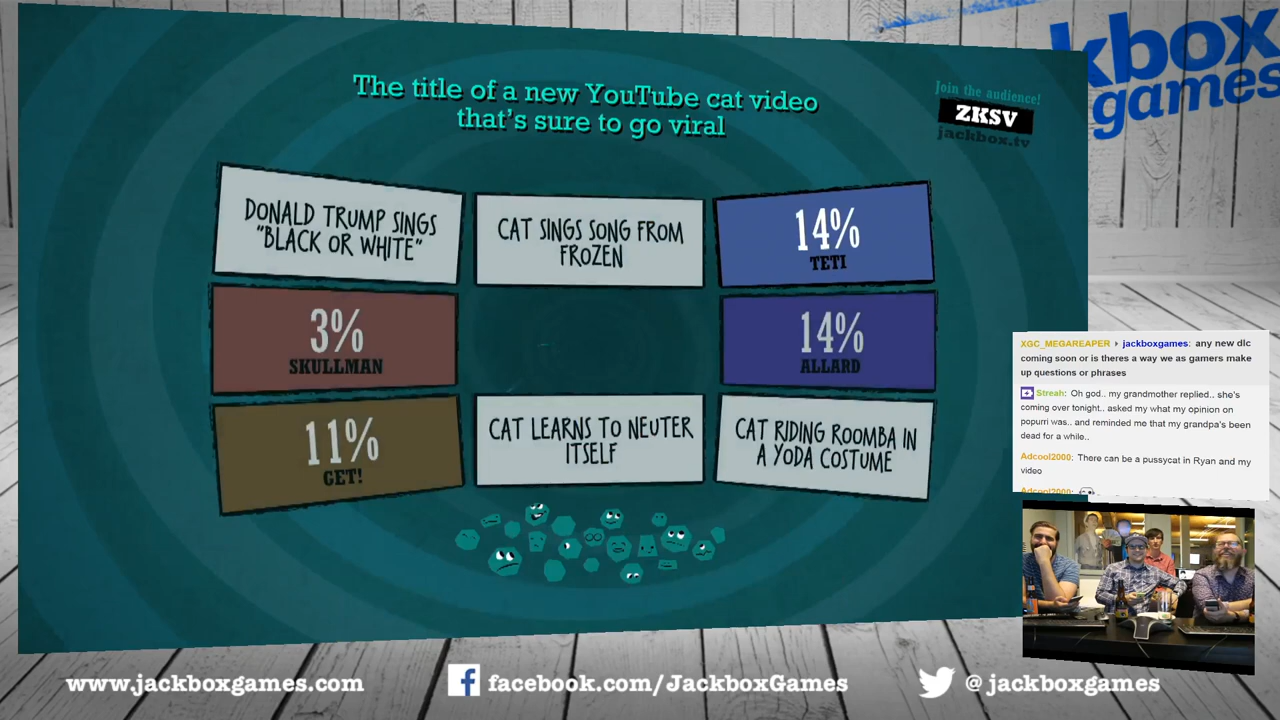 kbox
games
The title of a new YouTube cat video
that's sure to go viral
Join the audience!
ZKSV
jackbox.tv
DONALD TRUMP SINGS
"BLACK OR WHITE"
CAT SINGS SONG FROM
FROZEN
14%
TETI
3%
SKULLMAN
14%
ALLARD
11%
GET!
CAT LEARNS TO NEUTER
ITSELF
CAT RIDING ROOMBA IN
A YODA COSTUME
XGC_MEGAREAPER ▸ jackboxgames: any new dlc
coming soon or is theres a way we as gamers make
up questions or phrases
Streah: Oh god.. my grandmother replied.. she's
coming over tonight.. asked my what my opinion on
popurri was.. and reminded me that my grandpa's been
dead for a while..
Adcool2000: There can be a pussycat in Ryan and my
video
Adcool2000:
www.jackboxgames.com
facebook.com/JackboxGames
@jackboxgames